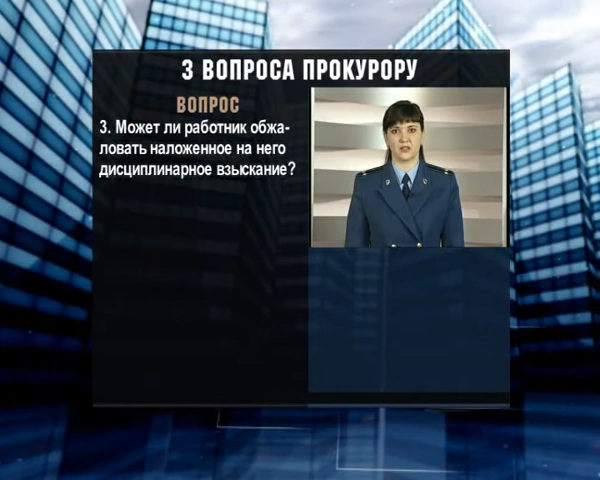 3 ВОПРОСА ПРОКУРОРУ
ВОПРОС
3. Может ли работник обжа-
ловать наложенное на него
дисциплинарное взыскание?